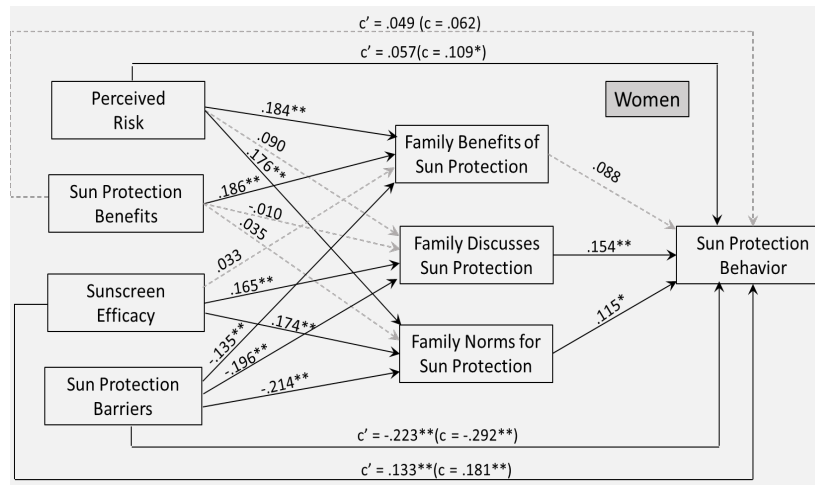 c’ = .049 (c = .062)
c’ = .057(c = .109*)
Women
Perceived
Risk
.184**
.090
.176**
Family Benefits of
Sun Protection
.088
Sun Protection
Benefits
.186**
-.010
.035
Family Discusses
Sun Protection
.154**
Sun Protection
Behavior
.033
Sunscreen
Efficacy
.165**
.174**
.115*
Family Norms for
Sun Protection
-.135**
-.196**
-.214**
Sun Protection
Barriers
c’ = -.223**(c = -.292**)
c’ = .133**(c = .181**)